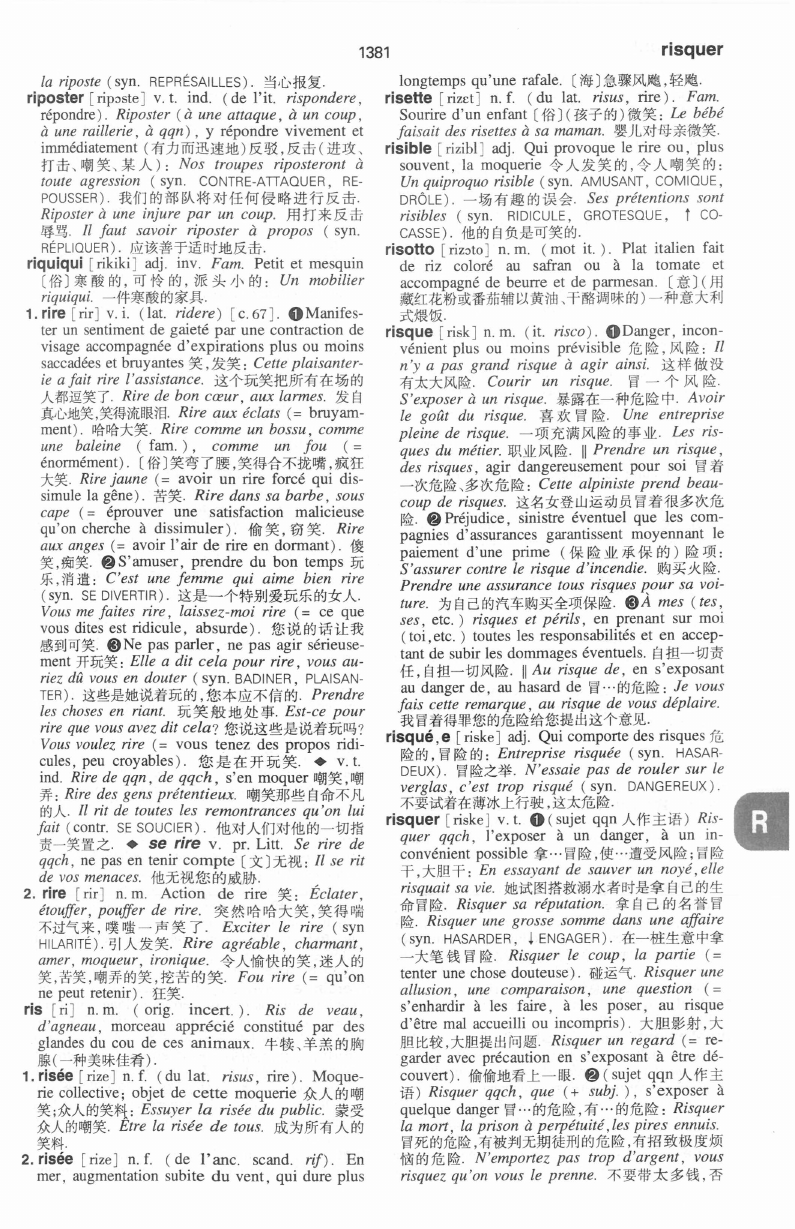 1381
risquer
la riposte (syn. REPRÉSAILLES). 当心报复.
riposter [ripɔste] v. t. ind. (de l'it. rispondere,
répondre). Riposter (à une attaque, à un coup,
à une raillerie, à qqn), y répondre vivement et
immédiatement (有力而迅速地)反驳,反击(进攻、
打击、嘲笑、某人): Nos troupes riposteront à
toute agression (syn. CONTRE-ATTAQUER, RE-
POUSSER). 我们的部队将对任何侵略进行反击.
Riposter à une injure par un coup. 用打来反击
辱骂. Il faut savoir riposter à propos (syn.
RÉPLIQUER). 应该善于适时地反击.
riquiqui [rikiki] adj. inv. Fam. Petit et mesquin
〔俗〕寒酸的,可怜的,派头小的: Un mobilier
riquiqui. 一件寒酸的家具.
1. rire [rir] v. i. (lat. ridere) [c. 67]. ❶Manifes-
ter un sentiment de gaieté par une contraction de
visage accompagnée d'expirations plus ou moins
saccadées et bruyantes 笑,发笑: Cette plaisanter-
ie a fait rire l'assistance. 这个玩笑把所有在场的
人都逗笑了. Rire de bon cœur, aux larmes. 发自
真心地笑,笑得流眼泪. Rire aux éclats (= bruyam-
ment). 哈哈大笑. Rire comme un bossu, comme
une baleine (fam.), comme un fou (=
énormément). 〔俗〕笑弯了腰,笑得合不拢嘴,疯狂
大笑. Rire jaune (= avoir un rire forcé qui dis-
simule la gêne). 苦笑. Rire dans sa barbe, sous
cape (= éprouver une satisfaction malicieuse
qu'on cherche à dissimuler). 偷笑,窃笑. Rire
aux anges (= avoir l'air de rire en dormant). 傻
笑,痴笑. ❷S'amuser, prendre du bon temps 玩
乐,消遣: C'est une femme qui aime bien rire
(syn. SE DIVERTIR). 这是一个特别爱玩乐的女人.
Vous me faites rire, laissez-moi rire (= ce que
vous dites est ridicule, absurde). 您说的话让我
感到可笑. ❸Ne pas parler, ne pas agir sérieuse-
ment 开玩笑: Elle a dit cela pour rire, vous au-
riez dû vous en douter (syn. BADINER, PLAISAN-
TER). 这些是她说着玩的,您本应不信的. Prendre
les choses en riant. 玩笑般地处事. Est-ce pour
rire que vous avez dit cela? 您说这些是说着玩吗?
Vous voulez rire (= vous tenez des propos ridi-
cules, peu croyables). 您是在开玩笑. ◆ v. t.
ind. Rire de qqn, de qqch, s'en moquer 嘲笑,嘲
弄: Rire des gens prétentieux. 嘲笑那些自命不凡
的人. Il rit de toutes les remontrances qu'on lui
fait (contr. SE SOUCIER). 他对人们对他的一切指
责一笑置之. ◆ se rire v. pr. Litt. Se rire de
qqch, ne pas en tenir compte [文]无视: Il se rit
de vos menaces. 他无视您的威胁.
2. rire [rir] n. m. Action de rire 笑: Éclater,
étouffer, pouffer de rire. 突然哈哈大笑,笑得喘
不过气来,噗嗤一声笑了. Exciter le rire (syn
HILARITÉ). 引人发笑. Rire agréable, charmant,
amer, moqueur, ironique. 令人愉快的笑,迷人的
笑,苦笑,嘲弄的笑,挖苦的笑. Fou rire (= qu'on
ne peut retenir). 狂笑.
ris [ri] n. m. (orig. incert.). Ris de veau,
d'agneau, morceau apprécié constitué par des
glandes du cou de ces animaux. 牛犊、羊羔的胸
腺(一种美味佳肴).
1. risée [rize] n. f. (du lat. risus, rire). Moque-
rie collective; objet de cette moquerie 众人的嘲
笑;众人的笑料: Essuyer la risée du public. 蒙受
众人的嘲笑. Être la risée de tous. 成为所有人的
笑料.
2. risée [rize] n. f. (de l'anc. scand. rif). En
mer, augmentation subite du vent, qui dure plus
longtemps qu'une rafale. 〔海〕急骤风飑,轻飑.
risette [rizɛt] n. f. (du lat. risus, rire). Fam.
Sourire d'un enfant [俗](孩子的)微笑: Le bébé
faisait des risettes à sa maman. 婴儿对母亲微笑.
risible [rizibl] adj. Qui provoque le rire ou, plus
souvent, la moquerie 令人发笑的,令人嘲笑的:
Un quiproquo risible (syn. AMUSANT, COMIQUE,
DRÔLE). 一场有趣的误会. Ses prétentions sont
risibles (syn. RIDICULE, GROTESQUE, ↑ CO-
CASSE). 他的自负是可笑的.
risotto [rizɔto] n. m. (mot it.). Plat italien fait
de riz coloré au safran ou à la tomate et
accompagné de beurre et de parmesan. 〔意〕(用
藏红花粉或番茄辅以黄油、干酪调味的)一种意大利
式煨饭.
risque [risk] n. m. (it. risco). ❶Danger, incon-
vénient plus ou moins prévisible 危险,风险: Il
n'y a pas grand risque à agir ainsi. 这样做没
有太大风险. Courir un risque. 冒一个风险.
S'exposer à un risque. 暴露在一种危险中. Avoir
le goût du risque. 喜欢冒险. Une entreprise
pleine de risque. 一项充满风险的事业. Les ris-
ques du métier. 职业风险. ‖ Prendre un risque,
des risques, agir dangereusement pour soi 冒着
一次危险、多次危险: Cette alpiniste prend beau-
coup de risques. 这名女登山运动员冒着很多次危
险. ❷Préjudice, sinistre éventuel que les com-
pagnies d'assurances garantissent moyennant le
paiement d'une prime (保险业承保的)险项:
S'assurer contre le risque d'incendie. 购买火险.
Prendre une assurance tous risques pour sa voi-
ture. 为自己的汽车购买全项保险. ❸À mes (tes,
ses, etc.) risques et périls, en prenant sur moi
(toi,etc.) toutes les responsabilités et en accep-
tant de subir les dommages éventuels. 自担一切责
任,自担一切风险. ‖ Au risque de, en s'exposant
au danger de, au hasard de 冒…的危险: Je vous
fais cette remarque, au risque de vous déplaire.
我冒着得罪您的危险给您提出这个意见.
risqué,e [riske] adj. Qui comporte des risques 危
险的,冒险的: Entreprise risquée (syn. HASAR-
DEUX). 冒险之举. N'essaie pas de rouler sur le
verglas, c'est trop risqué (syn. DANGEREUX).
不要试着在薄冰上行驶,这太危险.
risquer [riske] v. t. ❶(sujet qqn 人作主语) Ris-
quer qqch, l'exposer à un danger, à un in-
convénient possible 拿…冒险,使…遭受风险;冒险
干,大胆干: En essayant de sauver un noyé,elle
risquait sa vie. 她试图搭救溺水者时是拿自己的生
命冒险. Risquer sa réputation. 拿自己的名誉冒
险. Risquer une grosse somme dans une affaire
(syn. HASARDER, ↓ ENGAGER). 在一桩生意中拿
一大笔钱冒险. Risquer le coup, la partie (=
tenter une chose douteuse). 碰运气. Risquer une
allusion, une comparaison, une question (=
s'enhardir à les faire, à les poser, au risque
d'être mal accueilli ou incompris). 大胆影射,大
胆比较,大胆提出问题. Risquer un regard (= re-
garder avec précaution en s'exposant à être dé-
couvert). 偷偷地看上一眼. ❷(sujet qqn 人作主
语) Risquer qqch, que (+ subj.), s'exposer à
quelque danger 冒…的危险,有…的危险: Risquer
la mort, la prison à perpétuité,les pires ennuis.
冒死的危险,有被判无期徒刑的危险,有招致极度烦
恼的危险. N'emportez pas trop d'argent, vous
risquez qu'on vous le prenne. 不要带太多钱,否
R